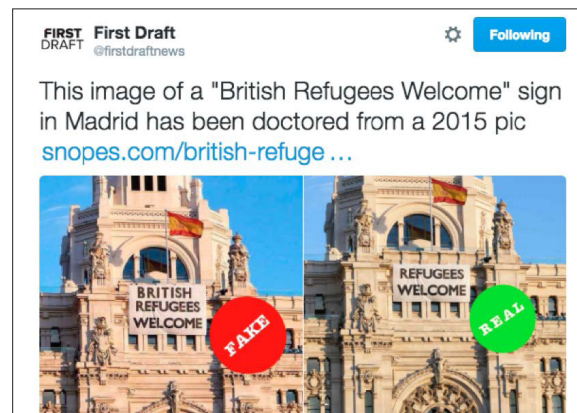 FIRST
DRAFT
First Draft
@firstdraftnews
Following
This image of a "British Refugees Welcome" sign
in Madrid has been doctored from a 2015 pic
snopes.com/british-refuge ...
BRITISH
REFUGEES
WELCOME
FAKE
REFUGEES
WELCOME
REAL